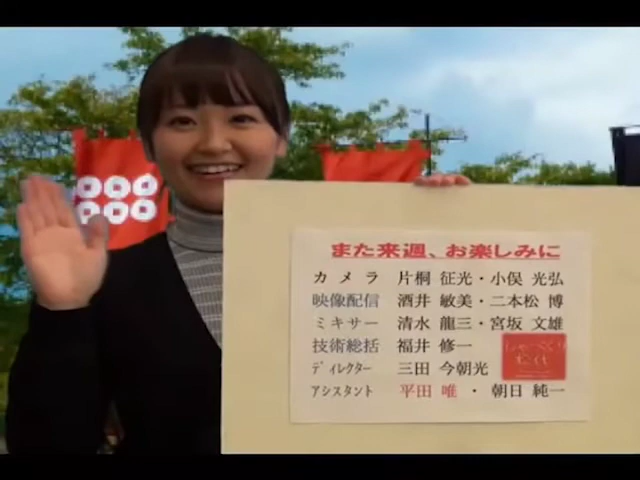 また来週、お楽しみに
カメラ 片桐 征光・小俣 光弘
映像配信 酒井 敏美・二本松 博
ミキサー 清水 龍三・宮坂 文雄
技術総括 福井 修一
ディレクター 三田 今朝光
アシスタント 平田 唯・朝日 純一